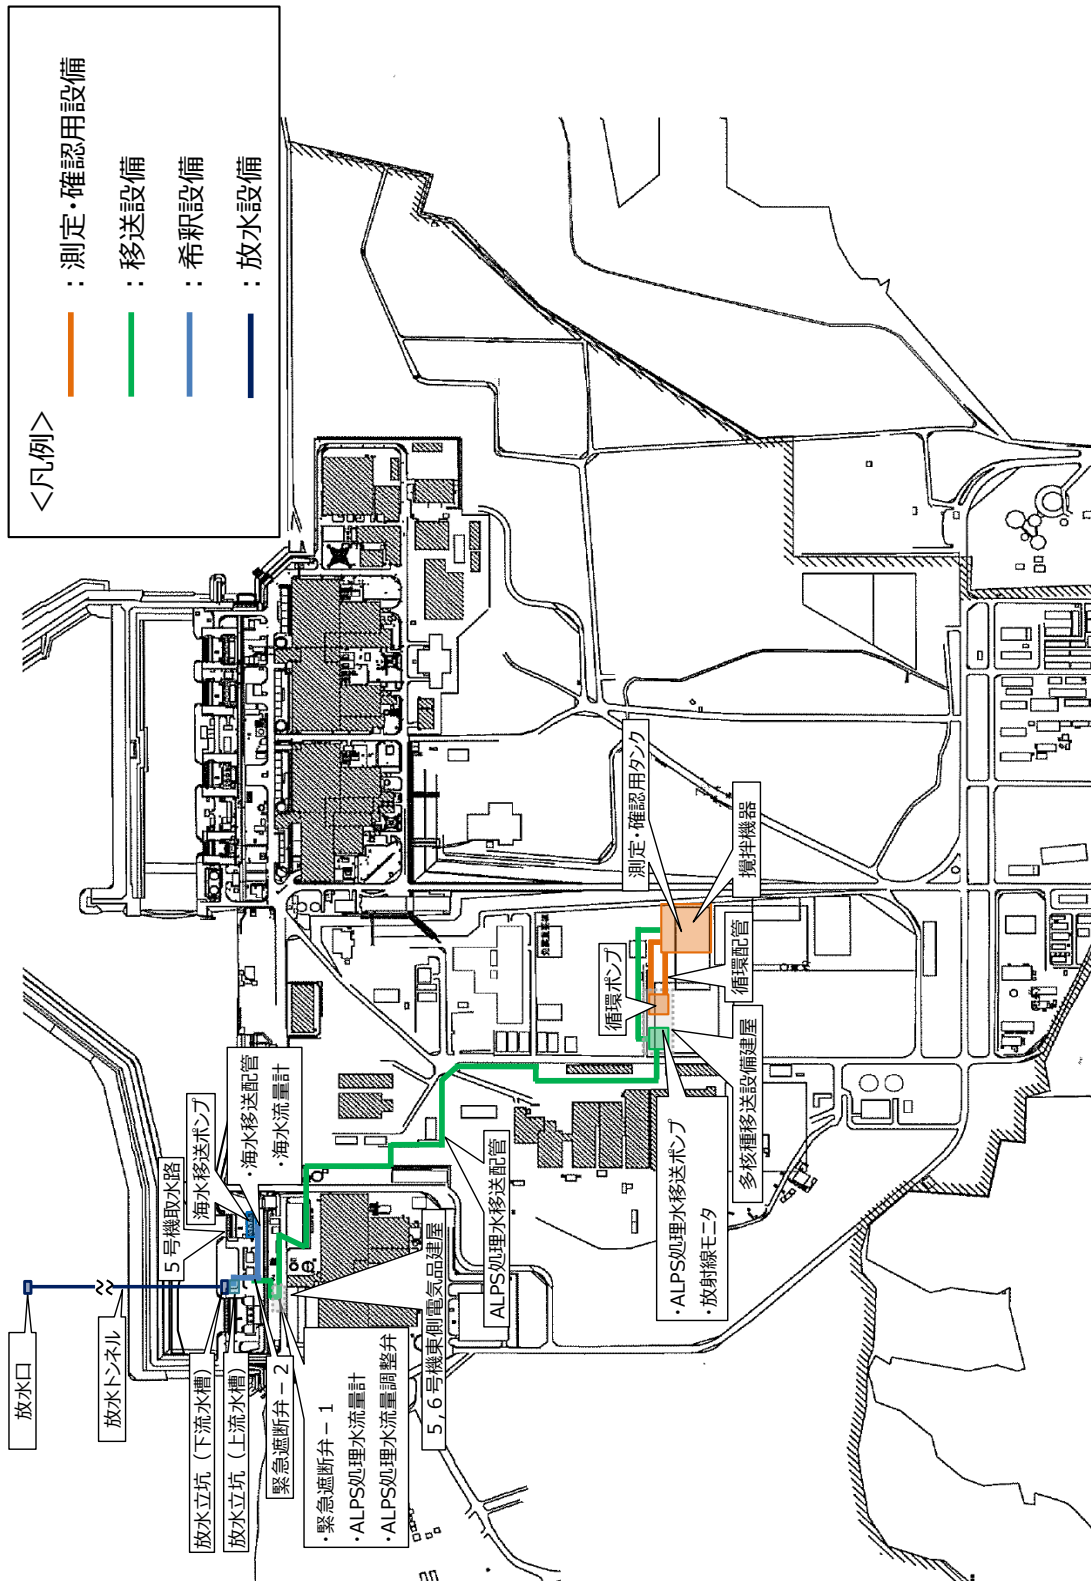 <凡例>
：測定・確認用設備
：移送設備
：希釈設備
：放水設備
放水口
放水トンネル
放水立坑（下流水槽）
放水立坑（上流水槽）
緊急遮断弁－２
・緊急遮断弁－１
・ALPS処理水流量計
・ALPS処理水流量調整弁
５,６号機東側電気品建屋
５号機取水路
海水移送ポンプ
・海水移送配管
・海水流量計
ALPS処理水移送配管
・ALPS処理水移送ポンプ
・放射線モニタ
多核種移送設備建屋
循環ポンプ
循環配管
測定・確認用タンク
攪拌機器